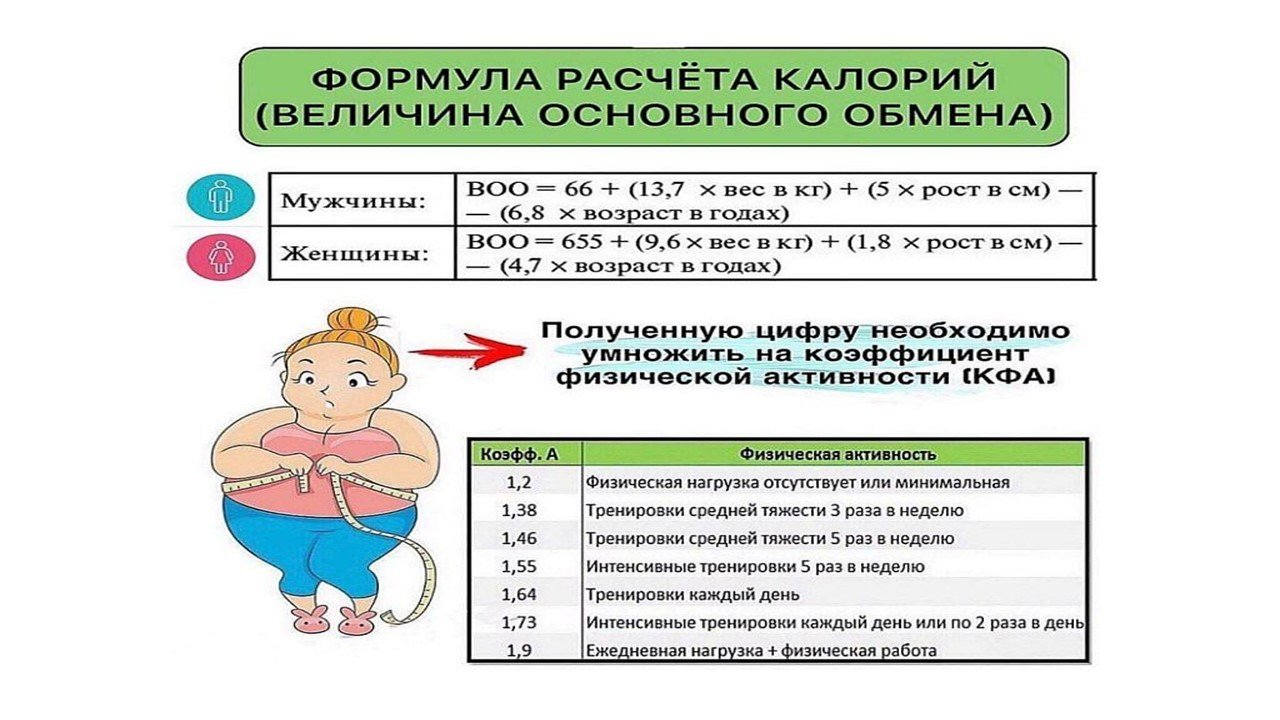 ФОРМУЛА РАСЧЁТА КАЛОРИЙ
(ВЕЛИЧИНА ОСНОВНОГО ОБМЕНА)
Мужчины:
ВОО = 66 + (13,7 × вес в кг) + (5 × рост в см) —
— (6,8 × возраст в годах)
Женщины:
ВОО = 655 + (9,6 × вес в кг) + (1,8 × рост в см) —
— (4,7 × возраст в годах)
Полученную цифру необходимо
умножить на коэффициент
физической активности (КФА)
Коэфф. А Физическая активность
1,2 Физическая нагрузка отсутствует или минимальная
1,38 Тренировки средней тяжести 3 раза в неделю
1,46 Тренировки средней тяжести 5 раз в неделю
1,55 Интенсивные тренировки 5 раз в неделю
1,64 Тренировки каждый день
1,73 Интенсивные тренировки каждый день или по 2 раза в день
1,9 Ежедневная нагрузка + физическая работа